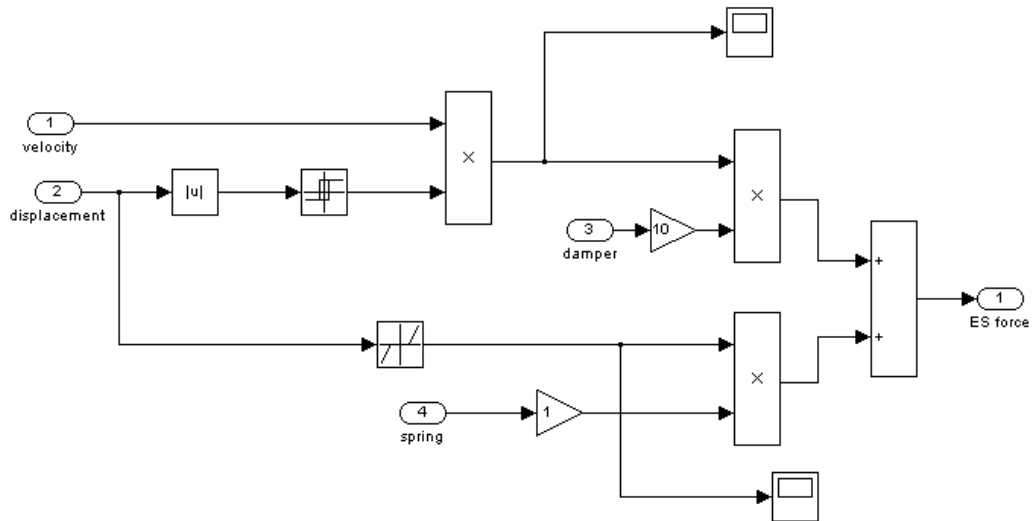 1
velocity
×
2
displacement
|u|
×
3
damper
10
+
1
ES force
+
×
4
spring
1